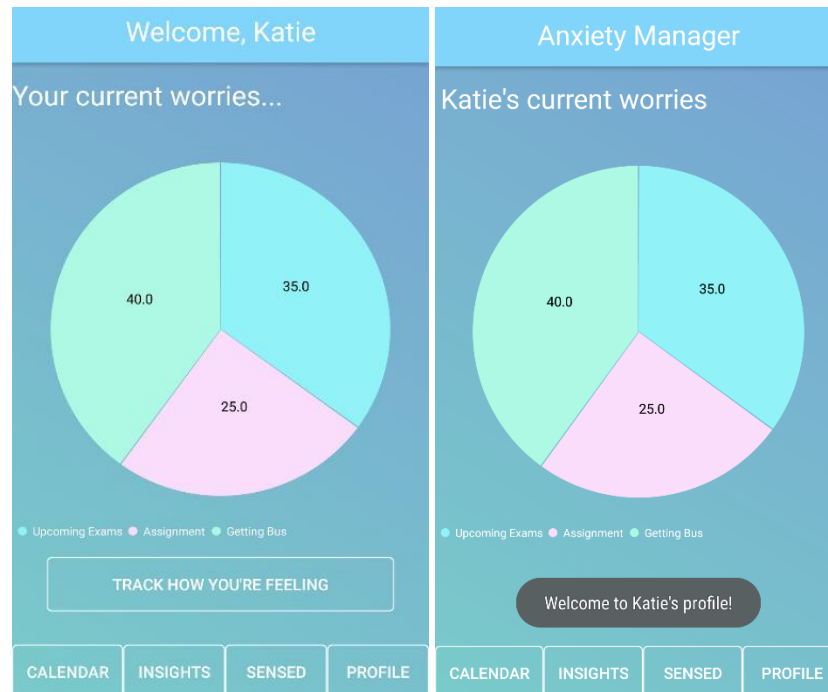 Welcome, Katie
Your current worries...
40.0
35.0
25.0
Upcoming Exams Assignment Getting Bus
TRACK HOW YOU'RE FEELING
CALENDAR INSIGHTS SENSED PROFILE
Anxiety Manager
Katie's current worries
40.0
35.0
25.0
Upcoming Exams Assignment Getting Bus
Welcome to Katie's profile!
CALENDAR INSIGHTS SENSED PROFILE